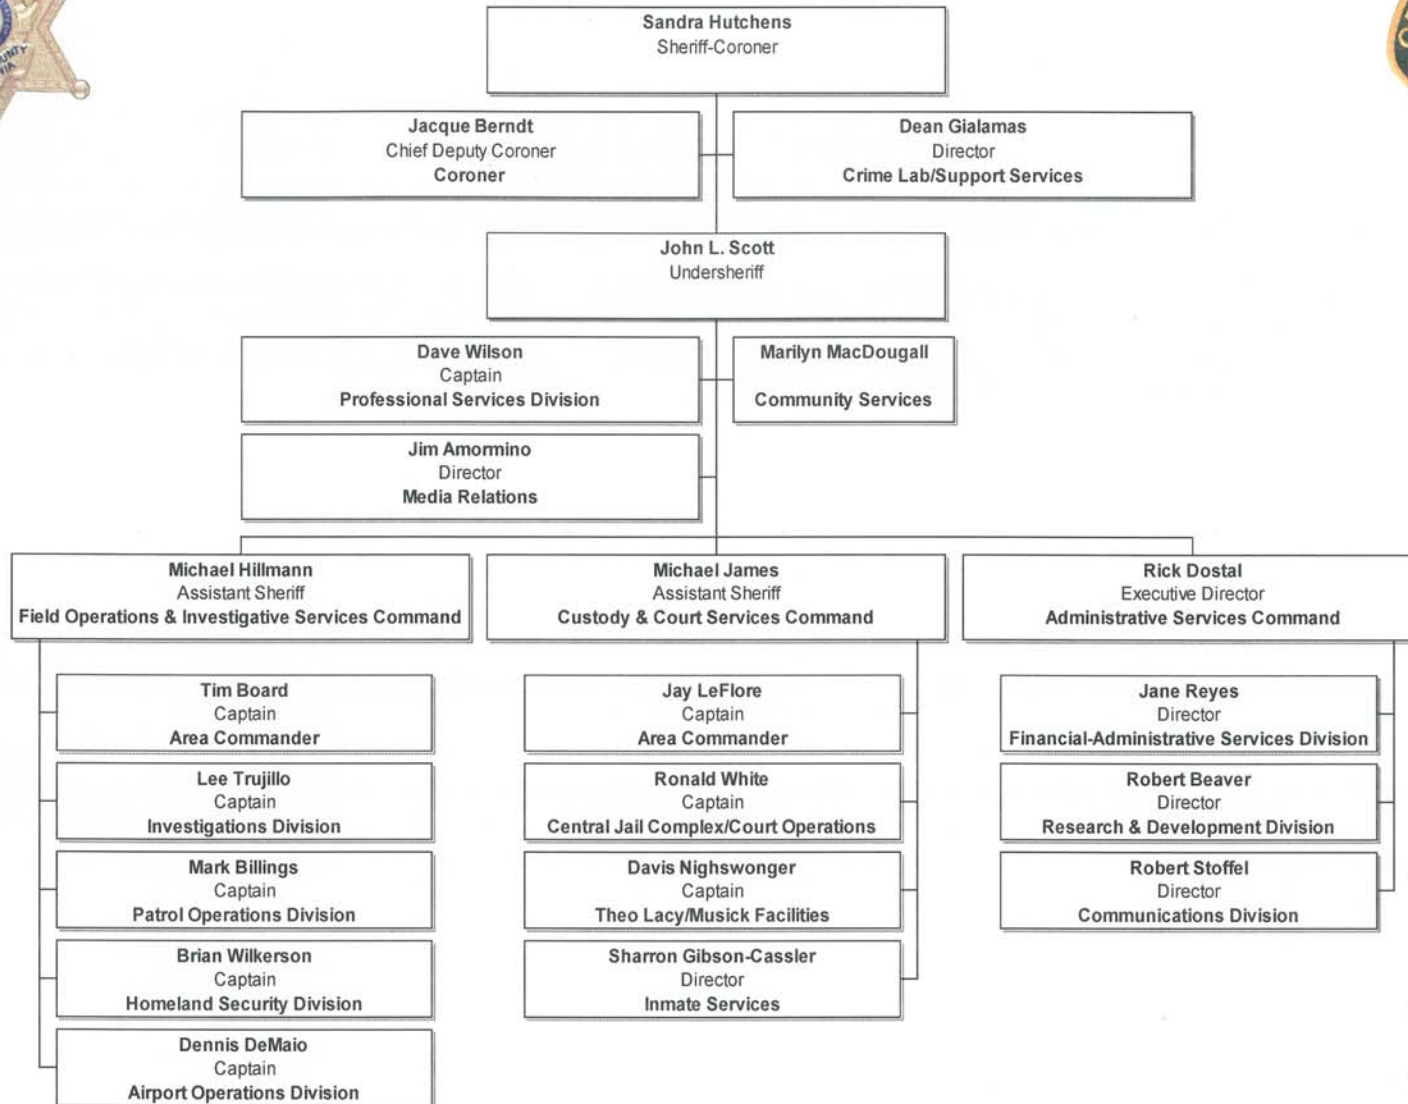 UNTY
Sandra Hutchens
Sheriff-Coroner
Jacque Berndt
Chief Deputy Coroner
Coroner
Dean Gialamas
Director
Crime Lab/Support Services
John L. Scott
Undersheriff
Dave Wilson
Captain
Professional Services Division
Marilyn MacDougall
Community Services
Jim Amormino
Director
Media Relations
Michael Hillmann
Assistant Sheriff
Field Operations & Investigative Services Command
Michael James
Assistant Sheriff
Custody & Court Services Command
Rick Dostal
Executive Director
Administrative Services Command
Tim Board
Captain
Area Commander
Lee Trujillo
Captain
Investigations Division
Mark Billings
Captain
Patrol Operations Division
Brian Wilkerson
Captain
Homeland Security Division
Dennis DeMaio
Captain
Airport Operations Division
Jay LeFlore
Captain
Area Commander
Ronald White
Captain
Central Jail Complex/Court Operations
Davis Nighswonger
Captain
Theo Lacy/Musick Facilities
Sharron Gibson-Cassler
Director
Inmate Services
Jane Reyes
Director
Financial-Administrative Services Division
Robert Beaver
Director
Research & Development Division
Robert Stoffel
Director
Communications Division